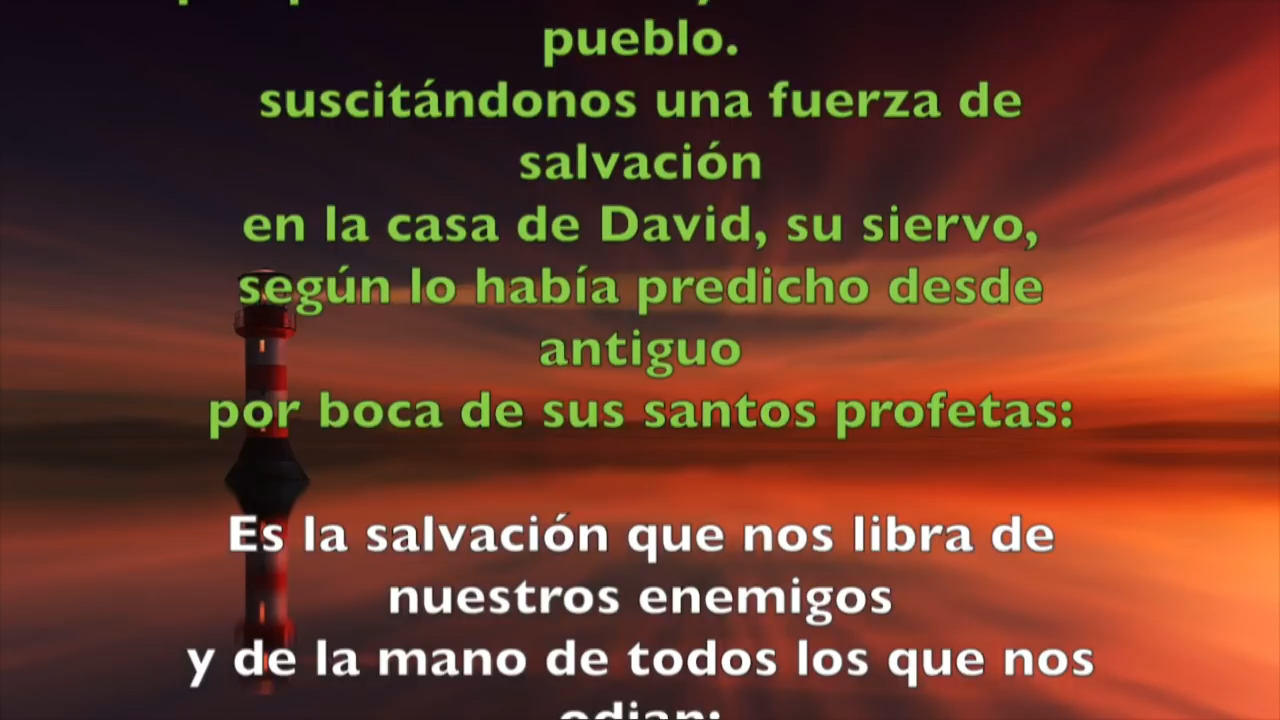 pueblo.
suscitándonos una fuerza de
salvación
en la casa de David, su siervo,
según lo había predicho desde
antiguo
por boca de sus santos profetas:
Es la salvación que nos libra de
nuestros enemigos
y de la mano de todos los que nos
odian: